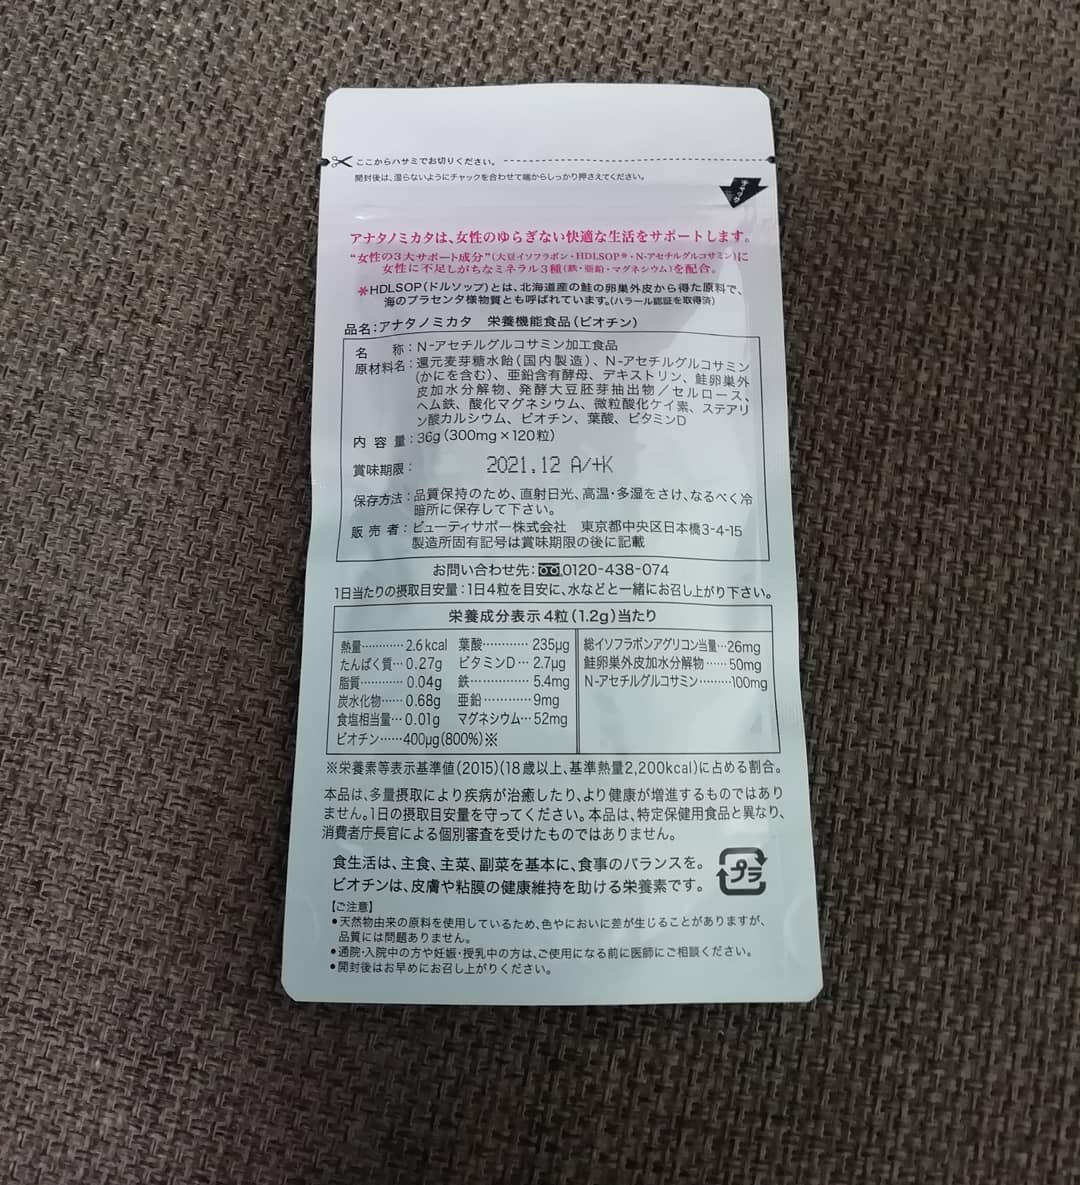 ここからハサミでお切りください。
開封後は、湿らないようにチャックを合わせて端からしっかり押さえてください。
チャック
アナタノミカタは、女性のゆらぎない快適な生活をサポートします。
“女性の3大サポート成分”(大豆イソフラボン・HDLSOP※・N-アセチルグルコサミン)に
女性に不足しがちなミネラル3種(鉄・亜鉛・マグネシウム)を配合。
※HDLSOP(ドルソップ)とは、北海道産の鮭の卵巣外皮から得た原料で、
海のプラセンタ様物質とも呼ばれています。(ハラール認証を取得済)
品名:アナタノミカタ 栄養機能食品(ビオチン)
名 称:N-アセチルグルコサミン加工食品
原材料名:還元麦芽糖水飴(国内製造)、N-アセチルグルコサミン
(かにを含む)、亜鉛含有酵母、デキストリン、鮭卵巣外
皮加水分解物、発酵大豆胚芽抽出物/セルロース、
ヘム鉄、酸化マグネシウム、微粒酸化ケイ素、ステアリ
ン酸カルシウム、ビオチン、葉酸、ビタミンD
内 容 量:36g(300mg×120粒)
賞味期限: 2021.12 A/+K
保存方法:品質保持のため、直射日光、高温・多湿をさけ、なるべく冷
暗所に保存して下さい。
販 売 者:ビューティサポー株式会社 東京都中央区日本橋3-4-15
製造所固有記号は賞味期限の後に記載
お問い合わせ先:0120-438-074
1日当たりの摂取目安量:1日4粒を目安に、水などと一緒にお召し上がり下さい。
栄養成分表示 4粒(1.2g)当たり
熱量…………2.6kcal 葉酸…………235μg 総イソフラボンアグリコン当量…26mg
たんぱく質…0.27g ビタミンD…2.7μg 鮭卵巣外皮加水分解物……50mg
脂質…………0.04g 鉄……………5.4mg N-アセチルグルコサミン………100mg
炭水化物……0.68g 亜鉛…………9mg
食塩相当量…0.01g マグネシウム…52mg
ビオチン……400μg(800%)※
※栄養素等表示基準値(2015)(18歳以上、基準熱量2,200kcal)に占める割合。
本品は、多量摂取により疾病が治癒したり、より健康が増進するものではあり
ません。1日の摂取目安量を守ってください。本品は、特定保健用食品と異なり、
消費者庁長官による個別審査を受けたものではありません。
食生活は、主食、主菜、副菜を基本に、食事のバランスを。
ビオチンは、皮膚や粘膜の健康維持を助ける栄養素です。
プラ
【ご注意】
●天然物由来の原料を使用しているため、色やにおいに差が生じることがありますが、
品質には問題ありません。
●通院・入院中の方や妊娠・授乳中の方は、ご使用になる前に医師にご相談ください。
●開封後はお早めにお召し上がりください。